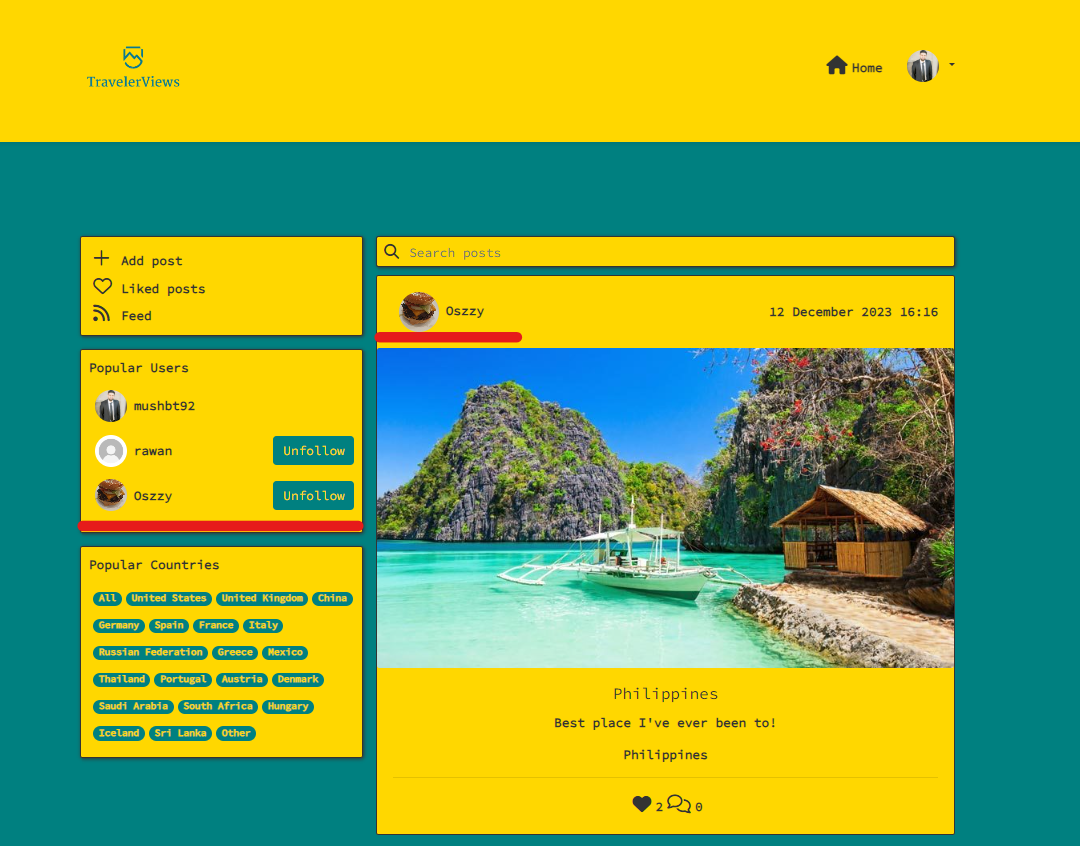 TravelerViews
Home
Add post
Liked posts
Feed
Popular Users
mushbt92
rawan Unfollow
Oszzy Unfollow
Popular Countries
All United States United Kingdom China
Germany Spain France Italy
Russian Federation Greece Mexico
Thailand Portugal Austria Denmark
Saudi Arabia South Africa Hungary
Iceland Sri Lanka Other
Search posts
Oszzy 12 December 2023 16:16
Philippines
Best place I've ever been to!
Philippines
2 0